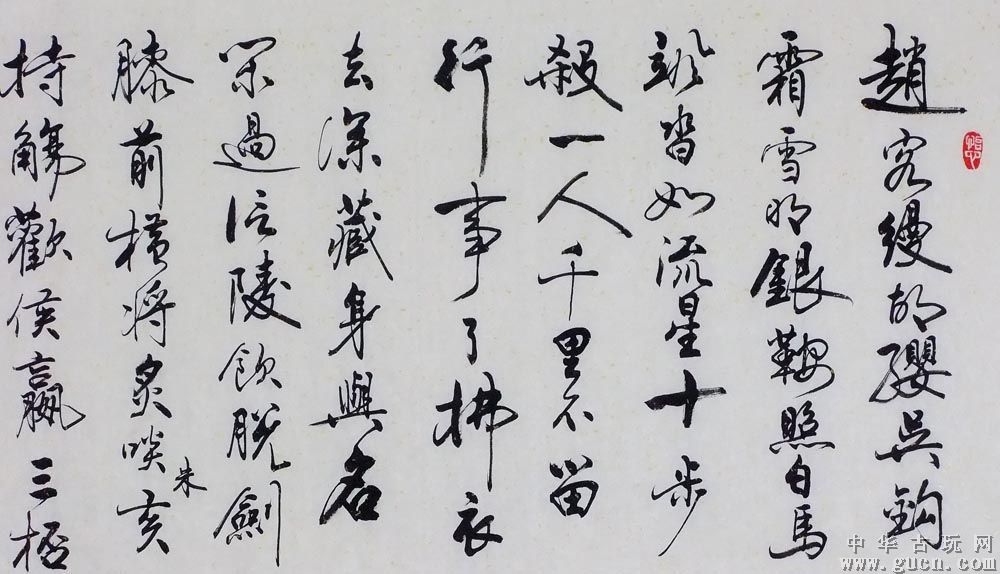 趙客縵胡纓吳鉤
霜雪明銀鞍照白馬
颯沓如流星十步
殺一人千里不留
行事了拂衣
去深藏身與名
閑過信陵飲脫劍
膝前橫將炙啖朱亥
持觴歡侯嬴三桮
中华古玩网
www.gucn.com